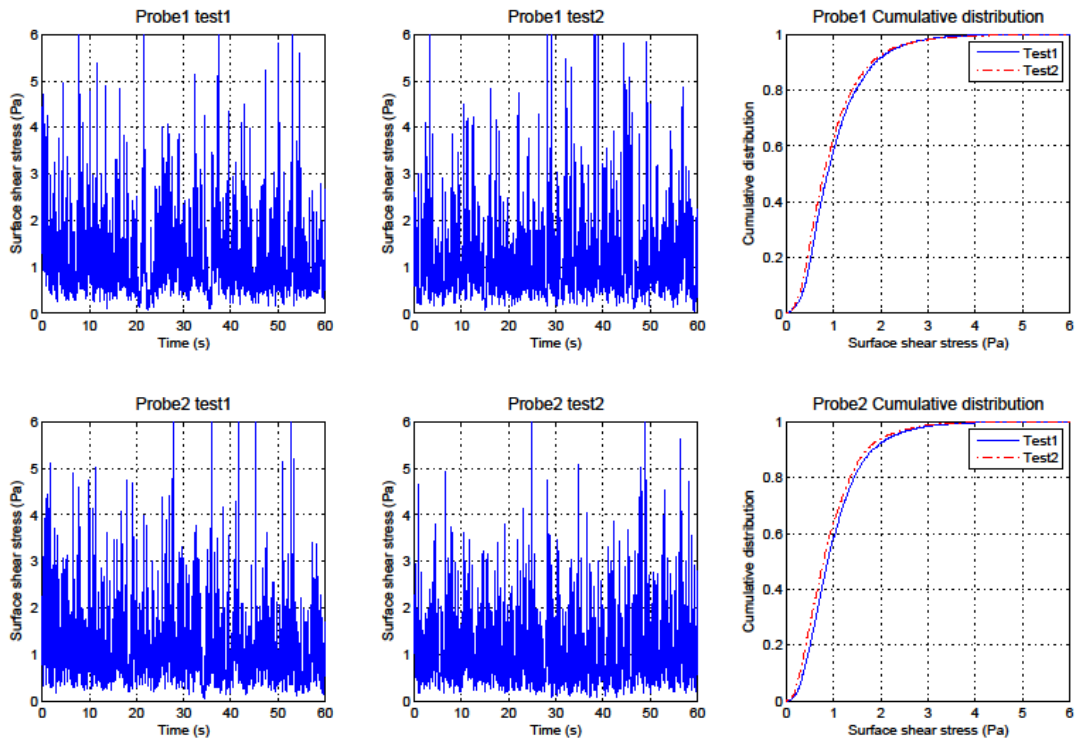 Probe1 test1
6
5
4
3
2
1
0
Surface shear stress (Pa)
0 10 20 30 40 50 60
Time (s)
Probe1 test2
6
5
4
3
2
1
0
Surface shear stress (Pa)
0 10 20 30 40 50 60
Time (s)
Probe1 Cumulative distribution
1
0.8
0.6
0.4
0.2
0
Cumulative distribution
Test1
Test2
0 1 2 3 4 5 6
Surface shear stress (Pa)
Probe2 test1
6
5
4
3
2
1
0
Surface shear stress (Pa)
0 10 20 30 40 50 60
Time (s)
Probe2 test2
6
5
4
3
2
1
0
Surface shear stress (Pa)
0 10 20 30 40 50 60
Time (s)
Probe2 Cumulative distribution
1
0.8
0.6
0.4
0.2
0
Cumulative distribution
Test1
Test2
0 1 2 3 4 5 6
Surface shear stress (Pa)